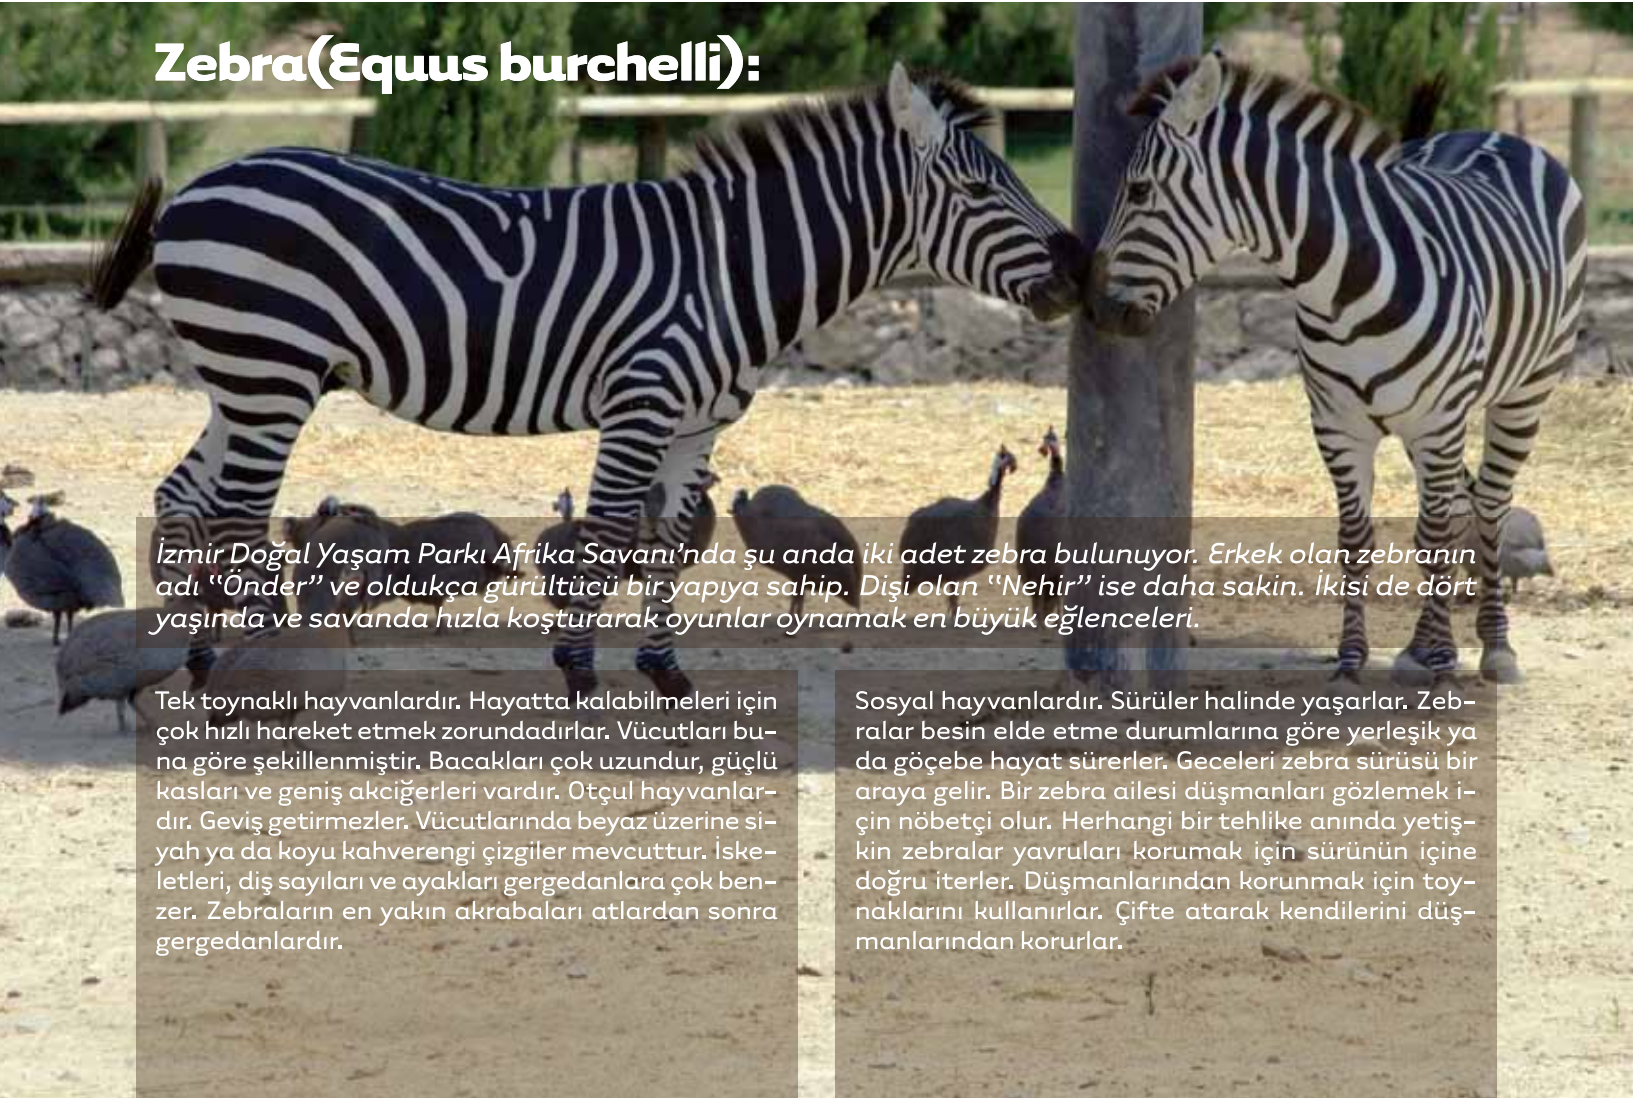 Zebra(Equus burchelli):
İzmir Doğal Yaşam Parkı Afrika Savanı’nda şu anda iki adet zebra bulunuyor. Erkek olan zebranın
adı “Önder” ve oldukça gürültücü bir yapıya sahip. Dişi olan “Nehir” ise daha sakin. İkisi de dört
yaşında ve savanda hızla koşturarak oyunlar oynamak en büyük eğlenceleri.
Tek toynaklı hayvanlardır. Hayatta kalabilmeleri için
çok hızlı hareket etmek zorundadırlar. Vücutları bu-
na göre şekillenmiştir. Bacakları çok uzundur, güçlü
kasları ve geniş akciğerleri vardır. Otçul hayvanlar-
dır. Geviş getirmezler. Vücutlarında beyaz üzerine si-
yah ya da koyu kahverengi çizgiler mevcuttur. İske-
letleri, diş sayıları ve ayakları gergedanlara çok ben-
zer. Zebraların en yakın akrabaları atlardan sonra
gergedanlardır.
Sosyal hayvanlardır. Sürüler halinde yaşarlar. Zeb-
ralar besin elde etme durumlarına göre yerleşik ya
da göçebe hayat sürerler. Geceleri zebra sürüsü bir
araya gelir. Bir zebra ailesi düşmanları gözlemek i-
çin nöbetçi olur. Herhangi bir tehlike anında yetiş-
kin zebralar yavruları korumak için sürünün içine
doğru iterler. Düşmanlarından korunmak için toy-
naklarını kullanırlar. Çifte atarak kendilerini düş-
manlarından korurlar.